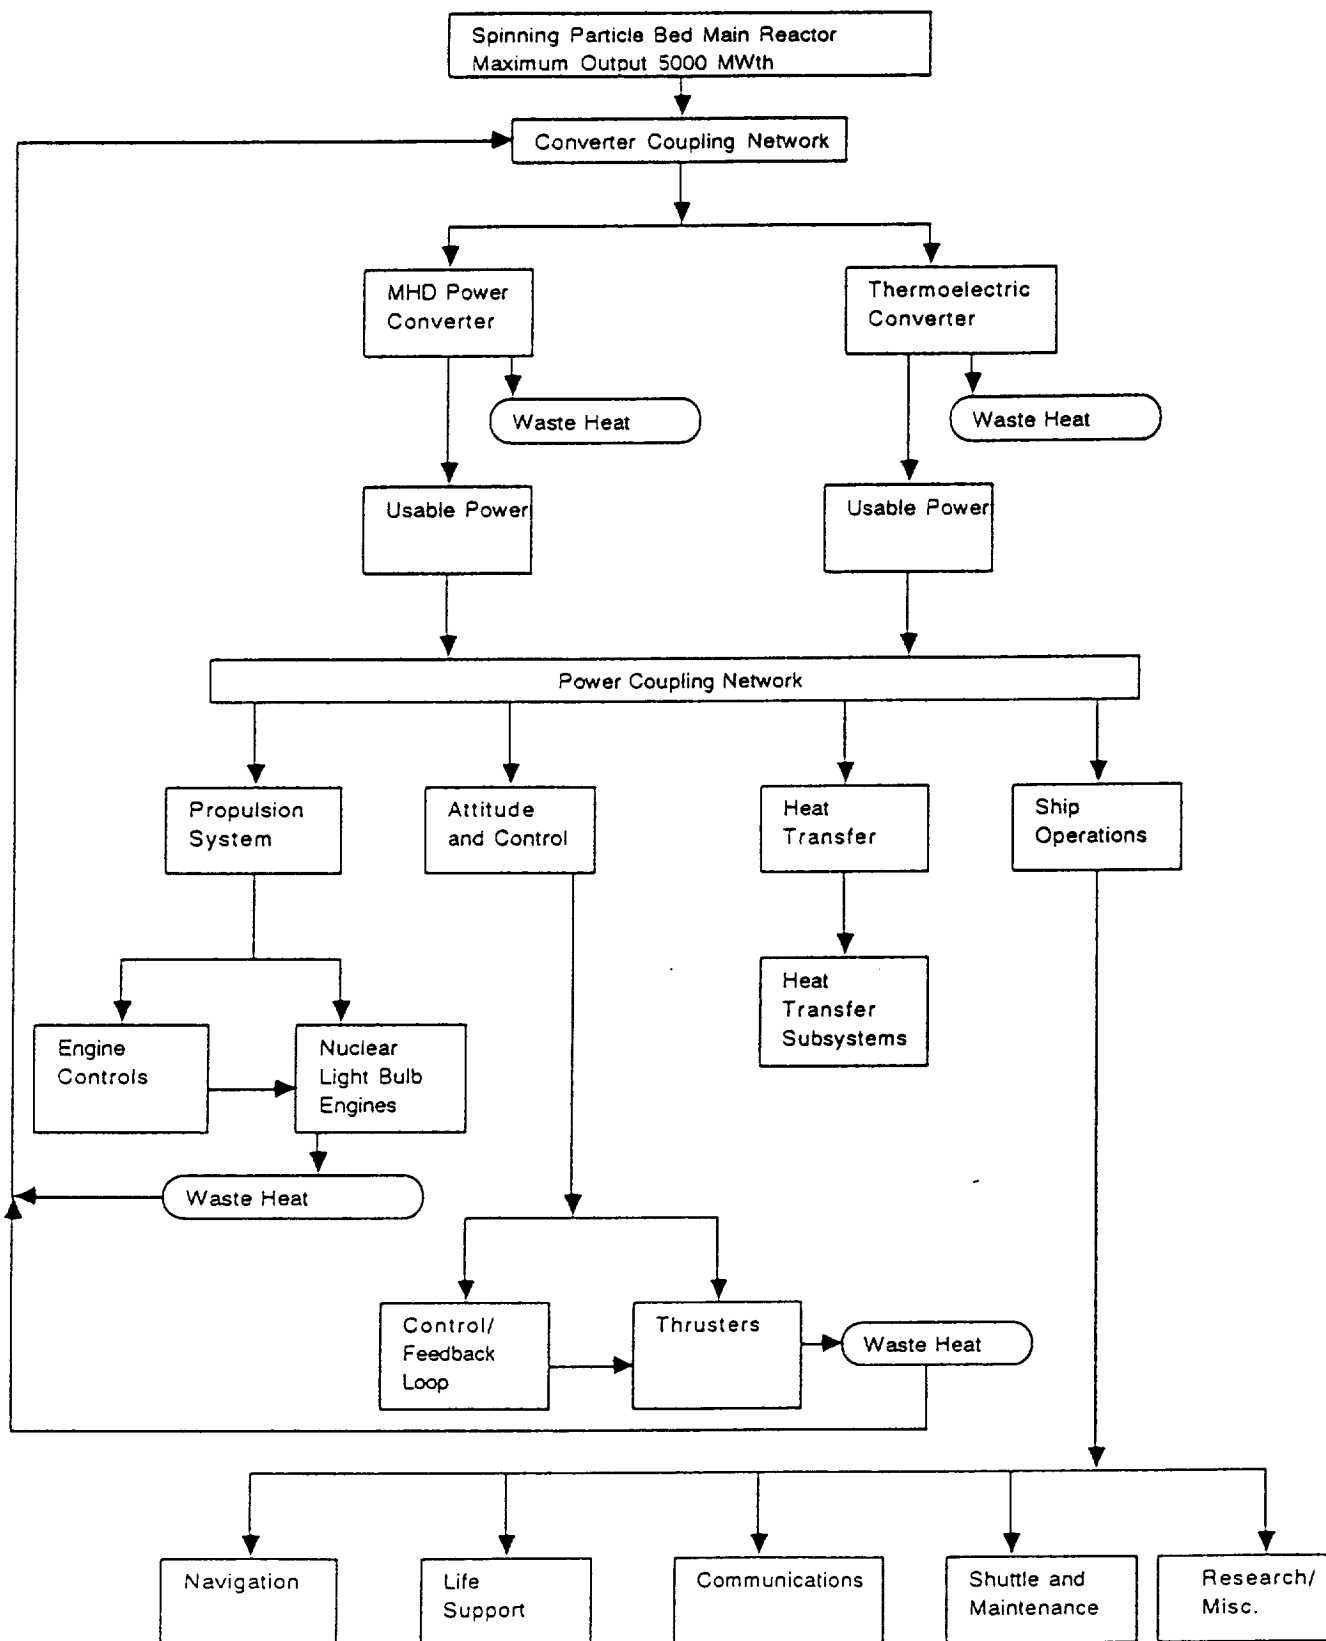 Spinning Particle Bed Main Reactor
Maximum Output 5000 MWth
Converter Coupling Network
MHD Power
Converter
Thermoelectric
Converter
Waste Heat
Waste Heat
Usable Power
Usable Power
Power Coupling Network
Propulsion
System
Attitude
and Control
Heat
Transfer
Ship
Operations
Heat
Transfer
Subsystems
Engine
Controls
Nuclear
Light Bulb
Engines
Waste Heat
Control/
Feedback
Loop
Thrusters
Waste Heat
Navigation
Life
Support
Communications
Shuttle and
Maintenance
Research/
Misc.